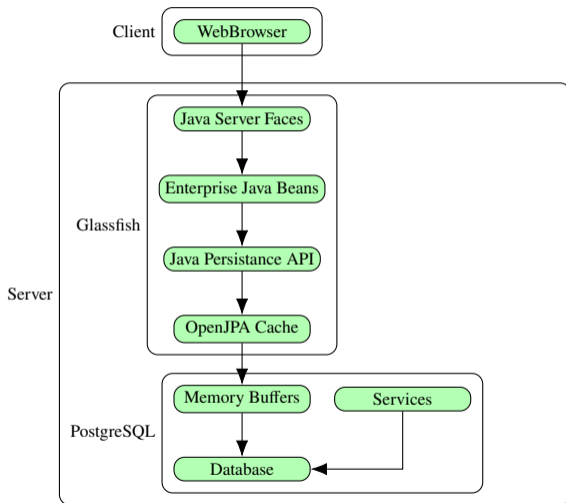 Client
WebBrowser
Java Server Faces
Enterprise Java Beans
Glassfish
Java Persistance API
Server
OpenJPA Cache
Memory Buffers
Services
PostgreSQL
Database